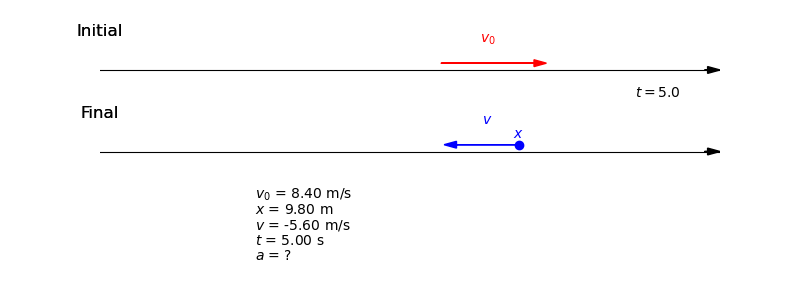 Initial
v₀
t = 5.0
Final
v
x
v₀ = 8.40 m/s
x = 9.80 m
v = -5.60 m/s
t = 5.00 s
a = ?